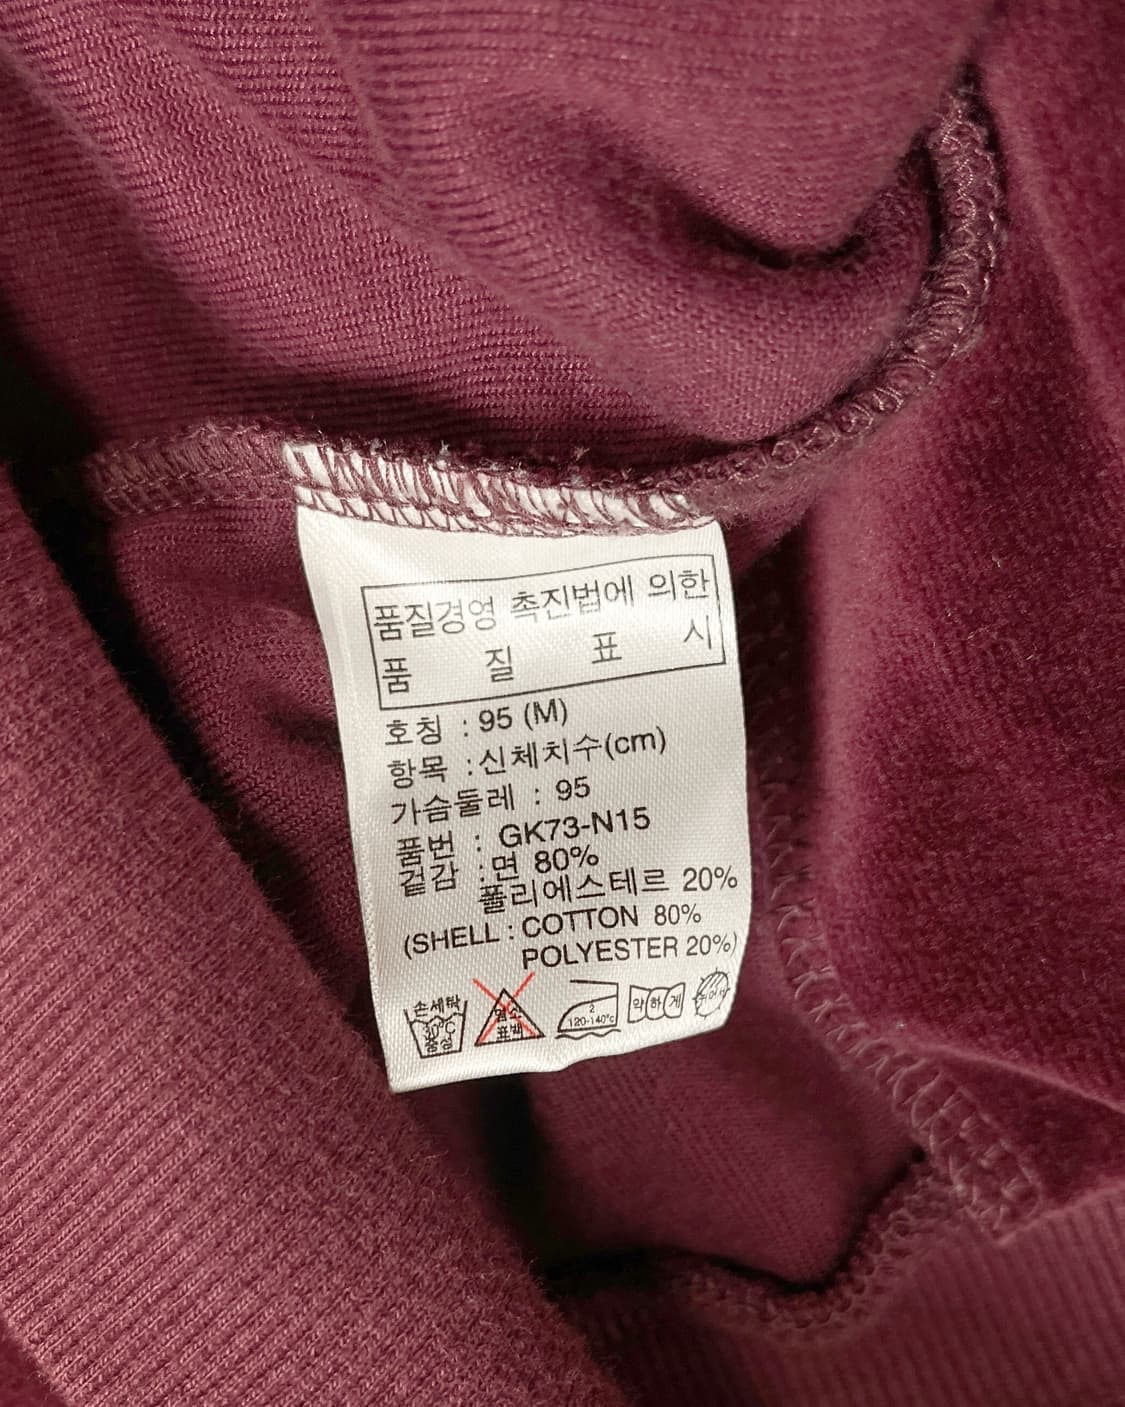 품질경영 촉진법에 의한
품 질 표 시
호칭 : 95 (M)
항목 : 신체치수(cm)
가슴둘레 : 95
품번 : GK73-N15
겉감 : 면 80%
폴리에스테르 20%
(SHELL : COTTON 80%
POLYESTER 20%)
손세탁
30°C
중성
염소
표백
2
120-140°c
약하게